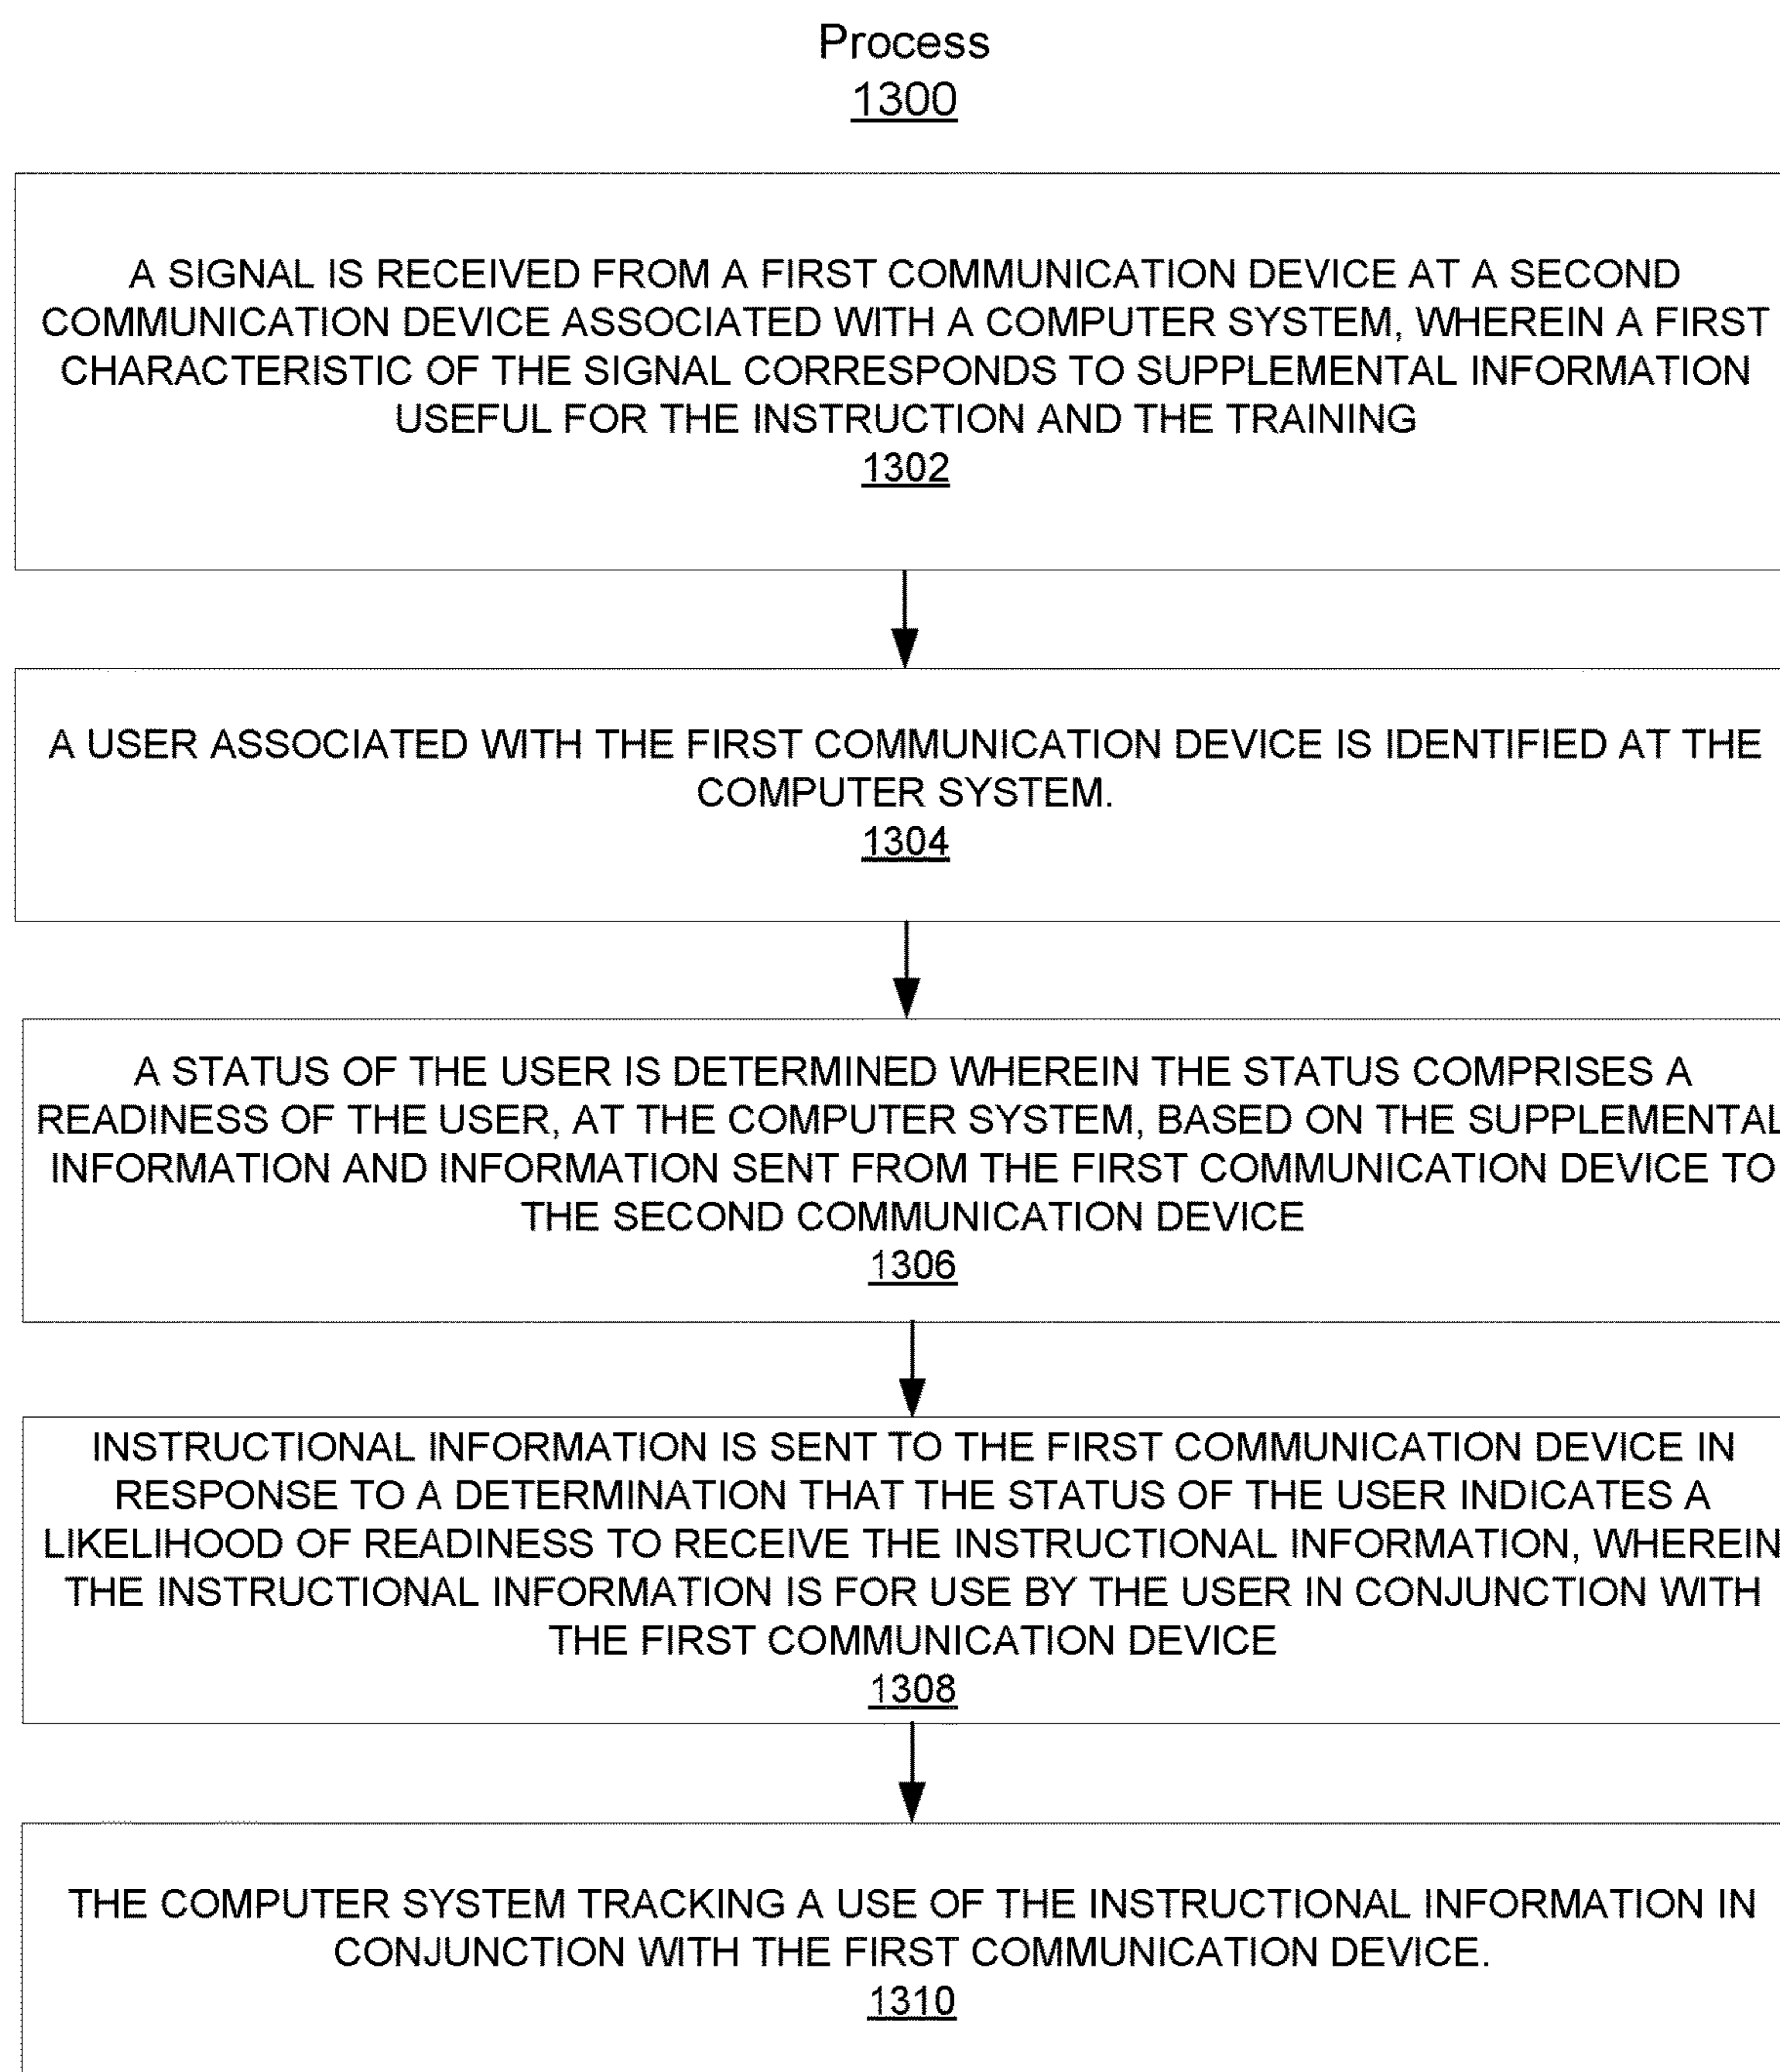 Process
1300
A SIGNAL IS RECEIVED FROM A FIRST COMMUNICATION DEVICE AT A SECOND
COMMUNICATION DEVICE ASSOCIATED WITH A COMPUTER SYSTEM, WHEREIN A FIRST
CHARACTERISTIC OF THE SIGNAL CORRESPONDS TO SUPPLEMENTAL INFORMATION
USEFUL FOR THE INSTRUCTION AND THE TRAINING
1302
A USER ASSOCIATED WITH THE FIRST COMMUNICATION DEVICE IS IDENTIFIED AT THE
COMPUTER SYSTEM.
1304
A STATUS OF THE USER IS DETERMINED WHEREIN THE STATUS COMPRISES A
READINESS OF THE USER, AT THE COMPUTER SYSTEM, BASED ON THE SUPPLEMENTAL
INFORMATION AND INFORMATION SENT FROM THE FIRST COMMUNICATION DEVICE TO
THE SECOND COMMUNICATION DEVICE
1306
INSTRUCTIONAL INFORMATION IS SENT TO THE FIRST COMMUNICATION DEVICE IN
RESPONSE TO A DETERMINATION THAT THE STATUS OF THE USER INDICATES A
LIKELIHOOD OF READINESS TO RECEIVE THE INSTRUCTIONAL INFORMATION, WHEREIN
THE INSTRUCTIONAL INFORMATION IS FOR USE BY THE USER IN CONJUNCTION WITH
THE FIRST COMMUNICATION DEVICE
1308
THE COMPUTER SYSTEM TRACKING A USE OF THE INSTRUCTIONAL INFORMATION IN
CONJUNCTION WITH THE FIRST COMMUNICATION DEVICE.
1310